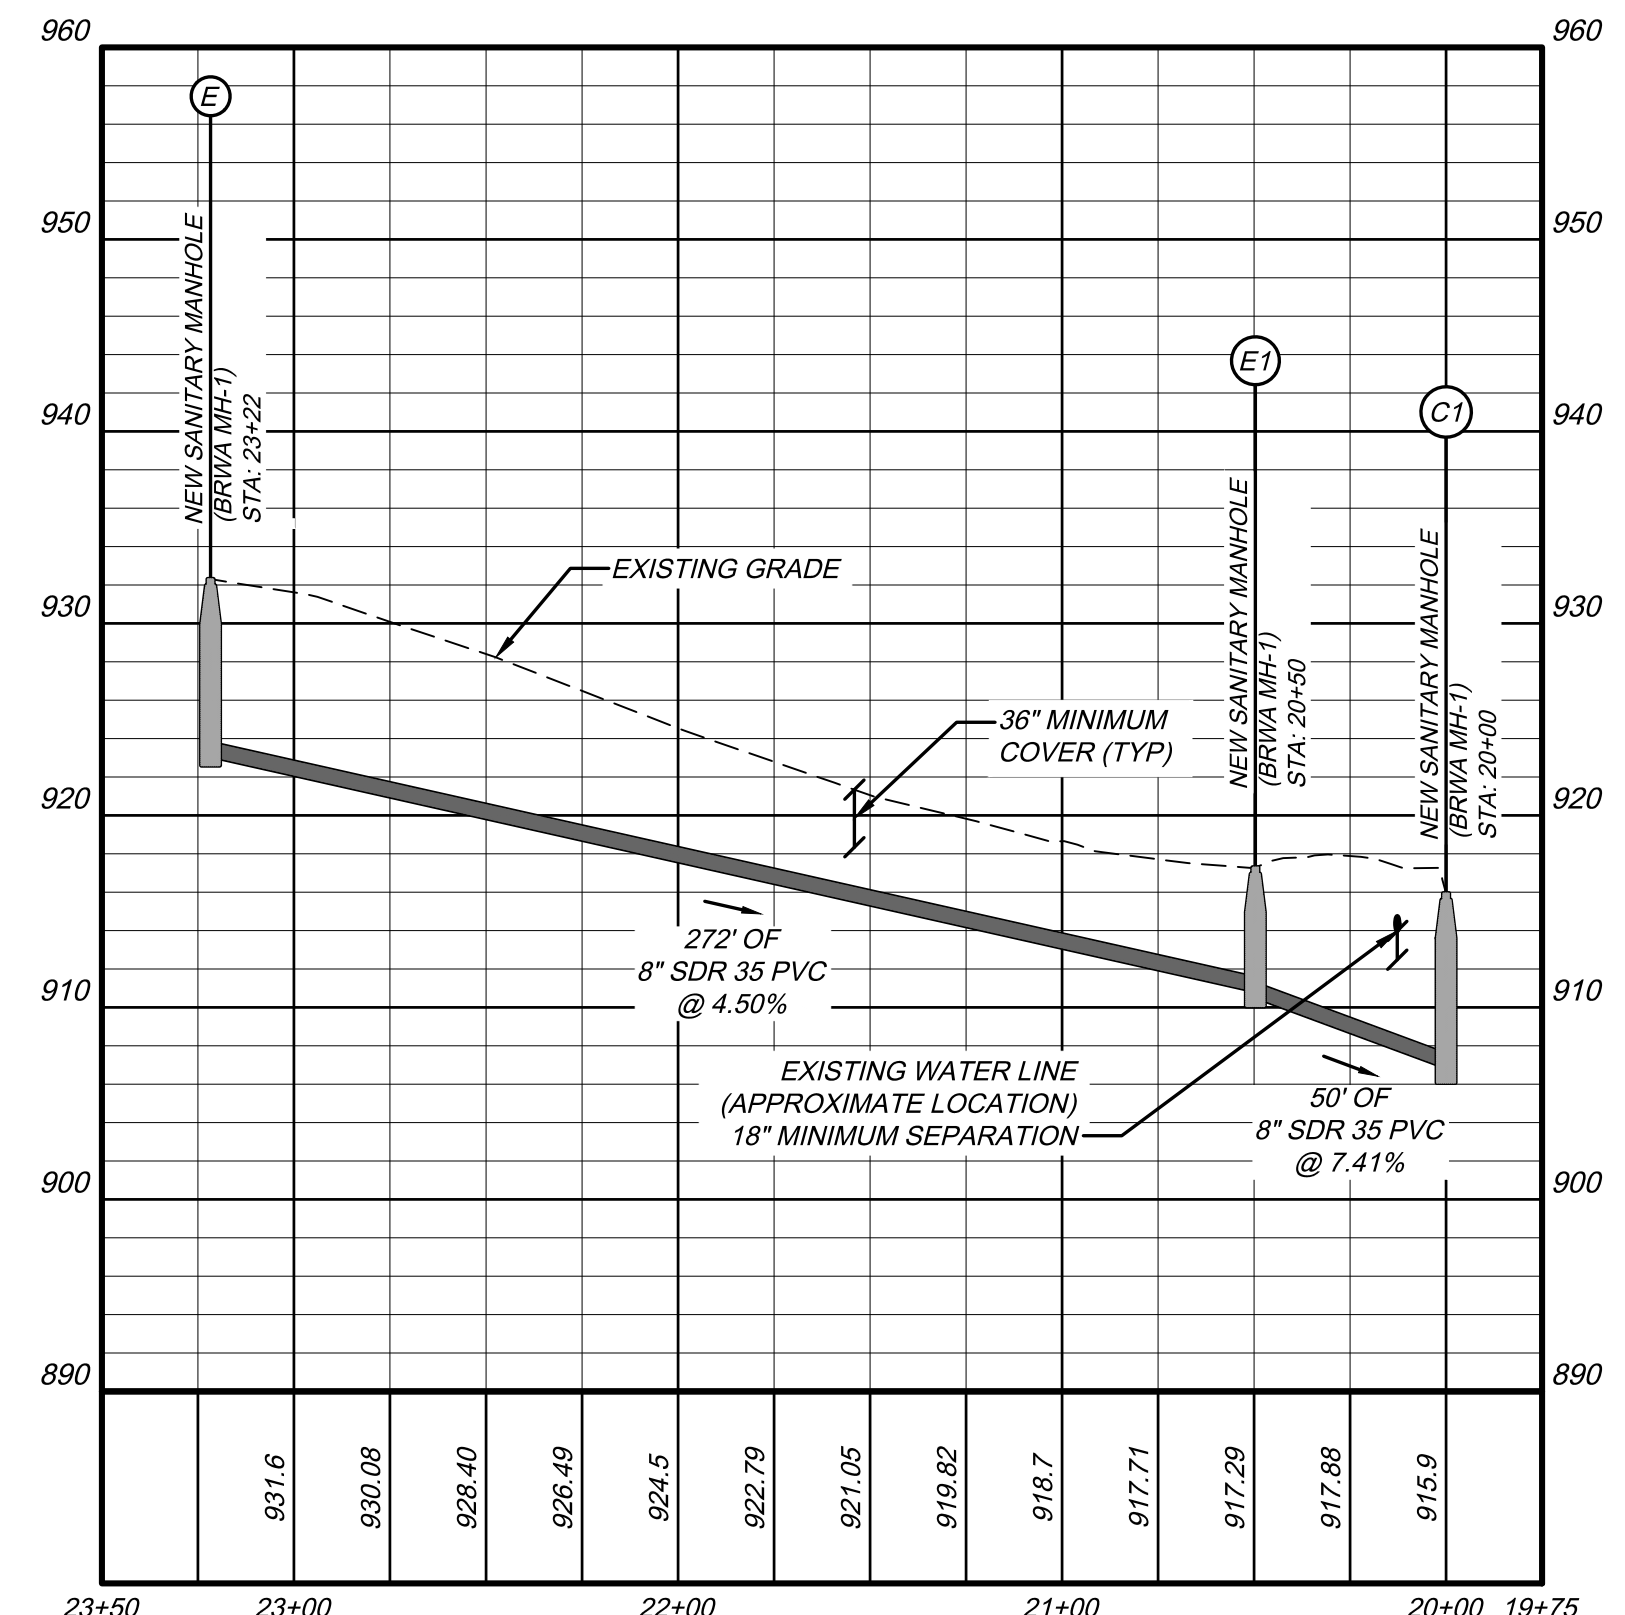 960
960
E
950
950
NEW SANITARY MANHOLE
(BRWA MH-1)
STA: 23+22
E1
C1
940
940
NEW SANITARY MANHOLE
(BRWA MH-1)
STA: 20+50
NEW SANITARY MANHOLE
(BRWA MH-1)
STA: 20+00
EXISTING GRADE
930
930
36" MINIMUM
COVER (TYP)
920
920
272' OF
8" SDR 35 PVC
@ 4.50%
910
910
EXISTING WATER LINE
(APPROXIMATE LOCATION)
18" MINIMUM SEPARATION
50' OF
8" SDR 35 PVC
@ 7.41%
900
900
890
890
931.6
930.08
928.40
926.49
924.5
922.79
921.05
919.82
918.7
917.71
917.29
917.88
915.9
23+50
23+00
22+00
21+00
20+00
19+75